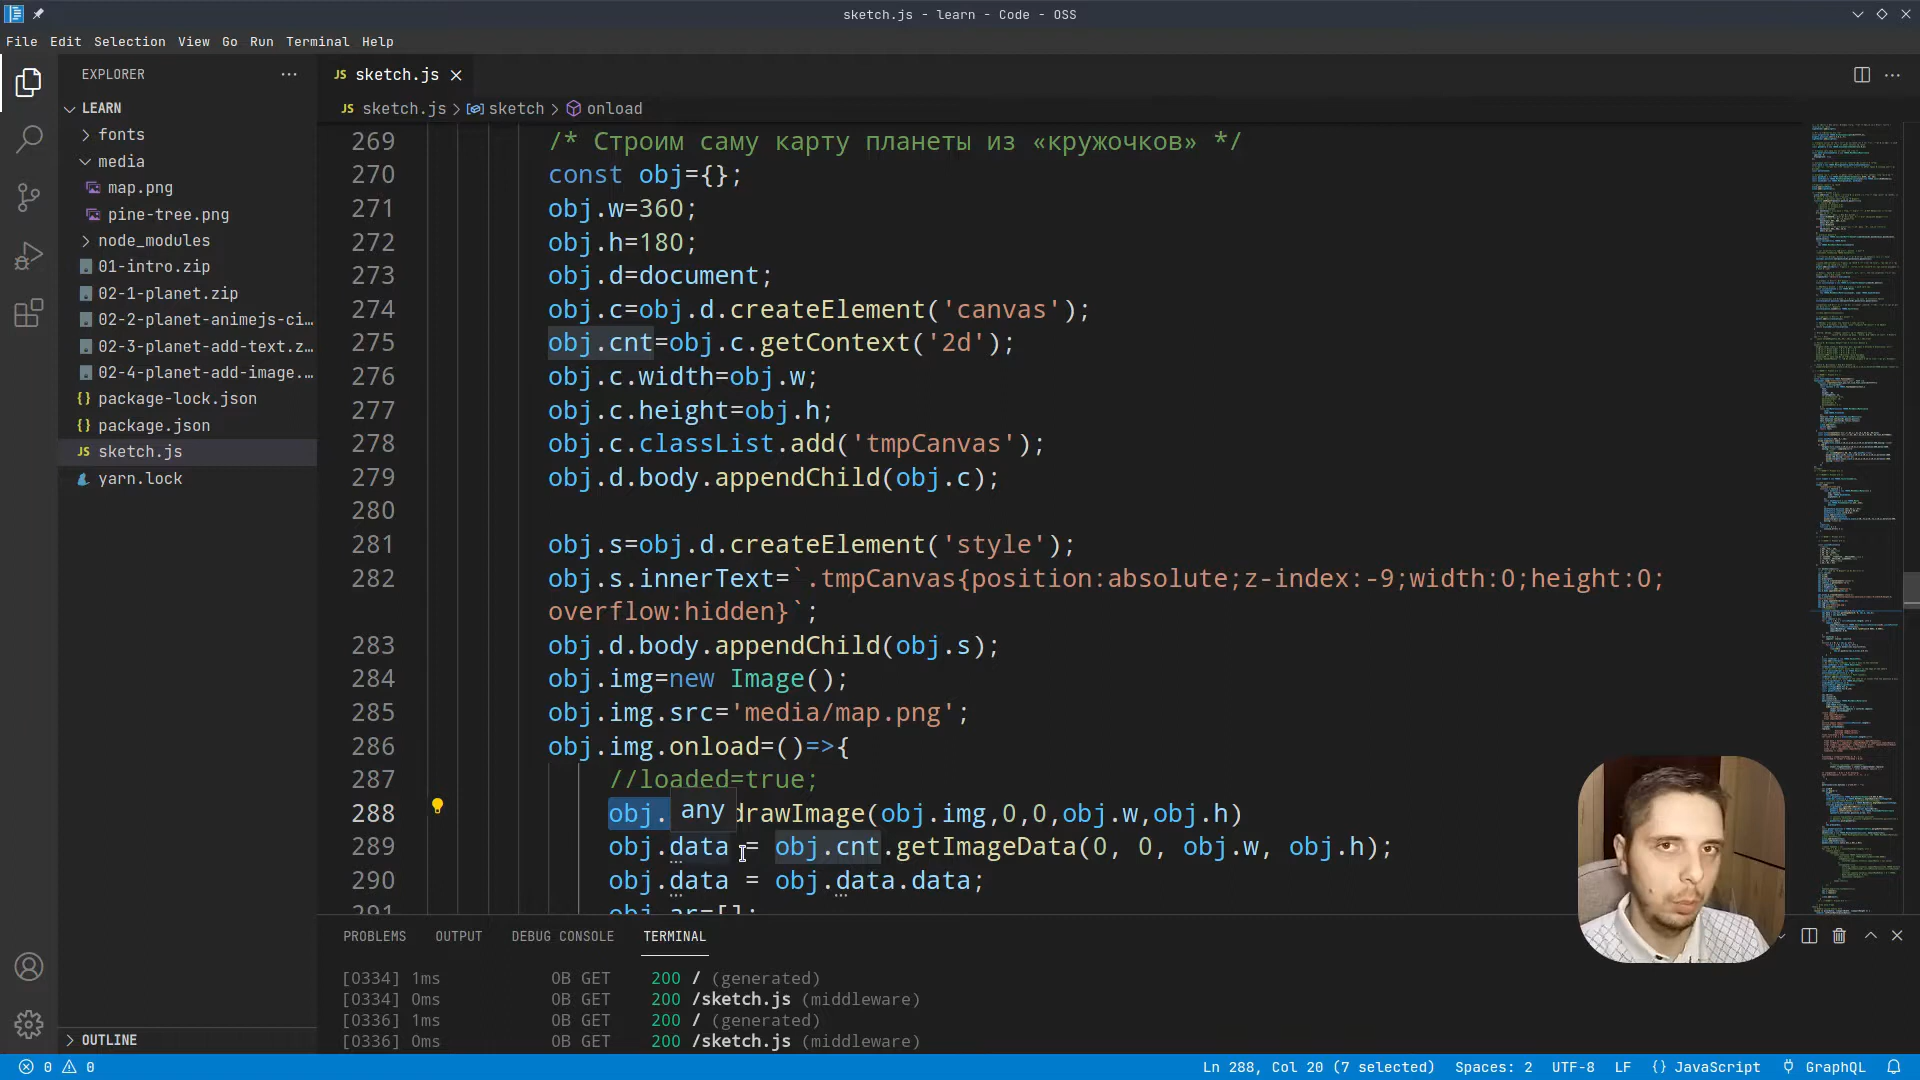 sketch.js - learn - Code - OSS
File Edit Selection View Go Run Terminal Help
EXPLORER
LEARN
fonts
media
map.png
pine-tree.png
node_modules
01-intro.zip
02-1-planet.zip
02-2-planet-animejs-ci…
02-3-planet-add-text.z…
02-4-planet-add-image.…
package-lock.json
package.json
sketch.js
yarn.lock
OUTLINE
JS sketch.js
JS sketch.js > sketch > onload
269 /* Строим саму карту планеты из «кружочков» */
270 const obj={};
271 obj.w=360;
272 obj.h=180;
273 obj.d=document;
274 obj.c=obj.d.createElement('canvas');
275 obj.cnt=obj.c.getContext('2d');
276 obj.c.width=obj.w;
277 obj.c.height=obj.h;
278 obj.c.classList.add('tmpCanvas');
279 obj.d.body.appendChild(obj.c);
280
281 obj.s=obj.d.createElement('style');
282 obj.s.innerText=`.tmpCanvas{position:absolute;z-index:-9;width:0;height:0;
overflow:hidden}`;
283 obj.d.body.appendChild(obj.s);
284 obj.img=new Image();
285 obj.img.src='media/map.png';
286 obj.img.onload=()=>{
287 //loaded=true;
288 obj. any drawImage(obj.img,0,0,obj.w,obj.h)
289 obj.data = obj.cnt.getImageData(0, 0, obj.w, obj.h);
290 obj.data = obj.data.data;
291 obj.ar=[];
PROBLEMS OUTPUT DEBUG CONSOLE TERMINAL
[0334] 1ms 0B GET 200 / (generated)
[0334] 0ms 0B GET 200 /sketch.js (middleware)
[0336] 1ms 0B GET 200 / (generated)
[0336] 0ms 0B GET 200 /sketch.js (middleware)
0 0 Ln 288, Col 20 (7 selected) Spaces: 2 UTF-8 LF {} JavaScript GraphQL